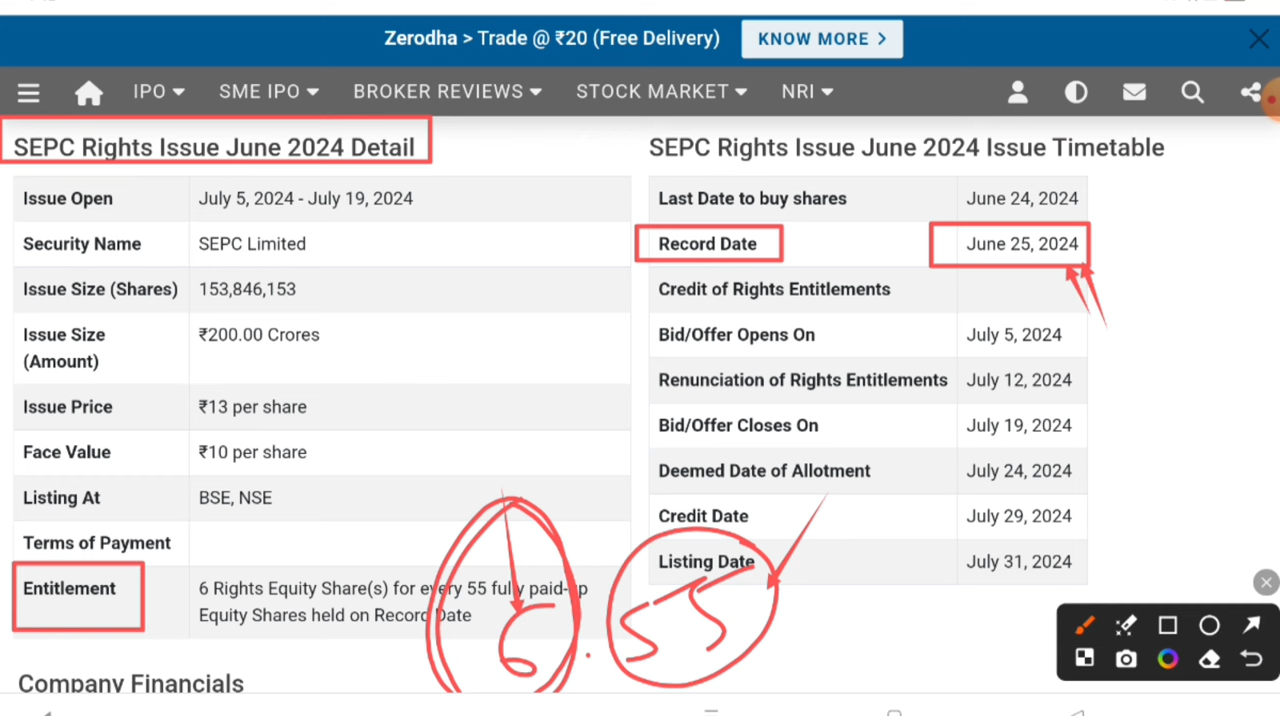 Zerodha > Trade @ ₹20 (Free Delivery) KNOW MORE >
IPO SME IPO BROKER REVIEWS STOCK MARKET NRI
SEPC Rights Issue June 2024 Detail
Issue Open July 5, 2024 - July 19, 2024
Security Name SEPC Limited
Issue Size (Shares) 153,846,153
Issue Size
(Amount) ₹200.00 Crores
Issue Price ₹13 per share
Face Value ₹10 per share
Listing At BSE, NSE
Terms of Payment
Entitlement 6 Rights Equity Share(s) for every 55 fully paid-up
Equity Shares held on Record Date
6 . 55
Company Financials
SEPC Rights Issue June 2024 Issue Timetable
Last Date to buy shares June 24, 2024
Record Date June 25, 2024
Credit of Rights Entitlements
Bid/Offer Opens On July 5, 2024
Renunciation of Rights Entitlements July 12, 2024
Bid/Offer Closes On July 19, 2024
Deemed Date of Allotment July 24, 2024
Credit Date July 29, 2024
Listing Date July 31, 2024